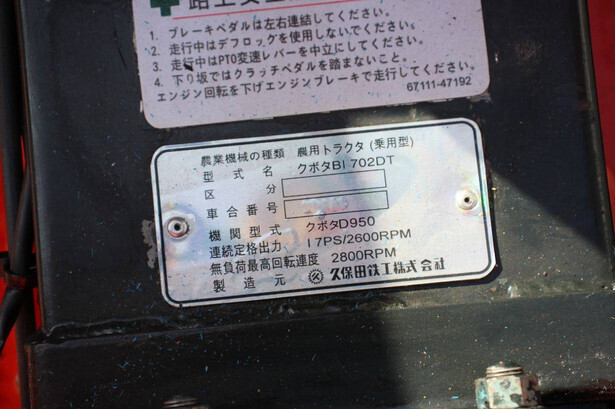 1. ブレーキペダルは左右連結してください。
2. 走行中はデフロックを使用しないでください。
3. 走行中はPTO変速レバーを中立にしてください。
4. 下り坂ではクラッチペダルを踏まないこと。
エンジン回転を下げエンジンブレーキで走行してください。
67111-47192
農業機械の種類 農用トラクタ (乗用型)
型式名 クボタB1702DT
区分
車台番号
機関型式 クボタD950
連続定格出力 17PS/2600RPM
無負荷最高回転速度 2800RPM
製造元 久保田鉄工株式会社